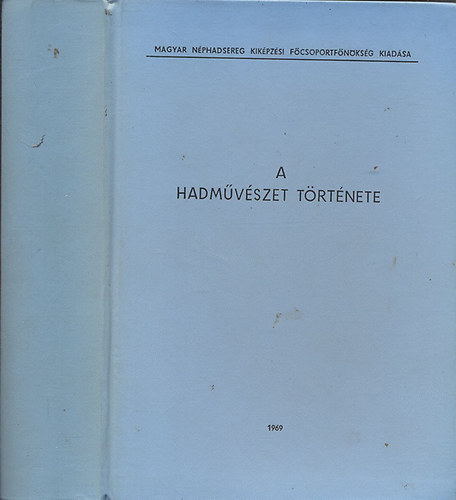 MAGYAR NÉPHADSEREG KIKÉPZÉSI FŐCSOPORTFŐNÖKSÉG KIADÁSA
A
HADMŰVÉSZET TÖRTÉNETE
1969